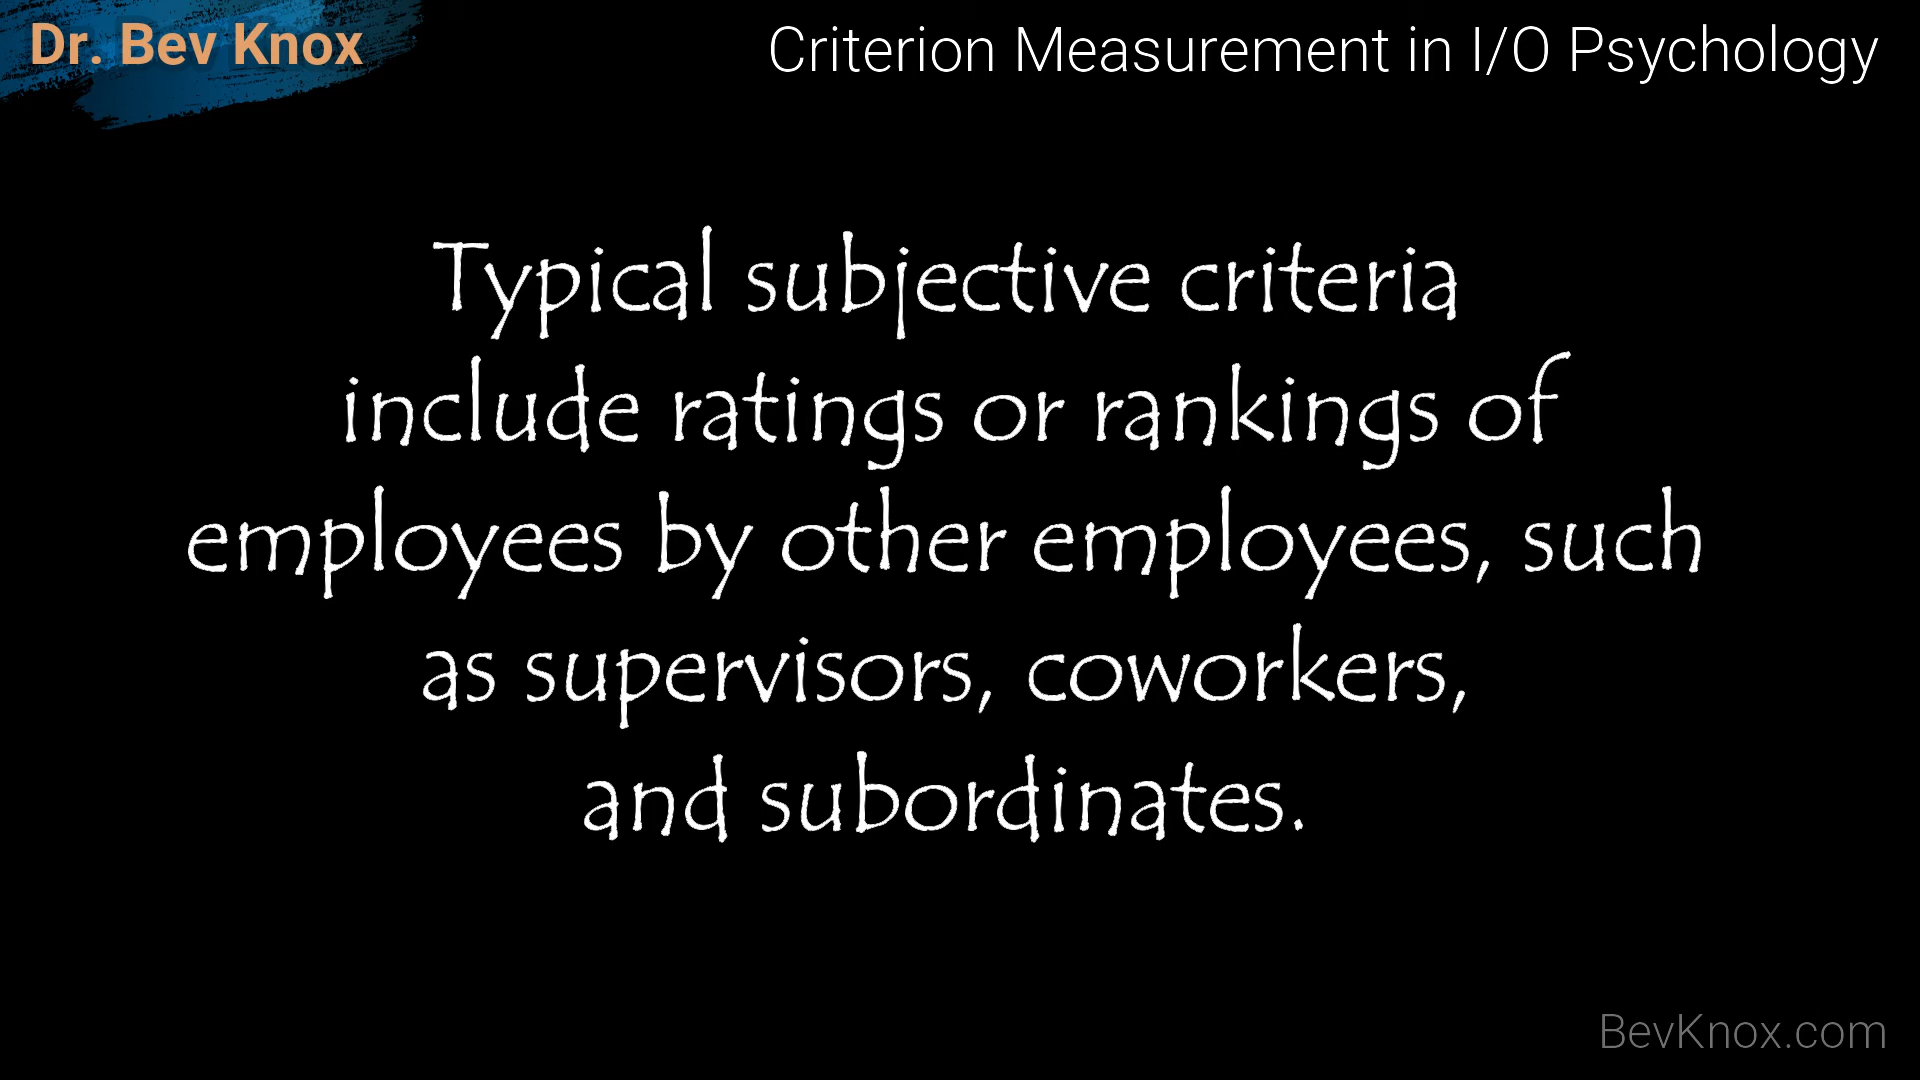 Dr. Bev Knox
Criterion Measurement in I/O Psychology
Typical subjective criteria
include ratings or rankings of
employees by other employees, such
as supervisors, coworkers,
and subordinates.
BevKnox.com